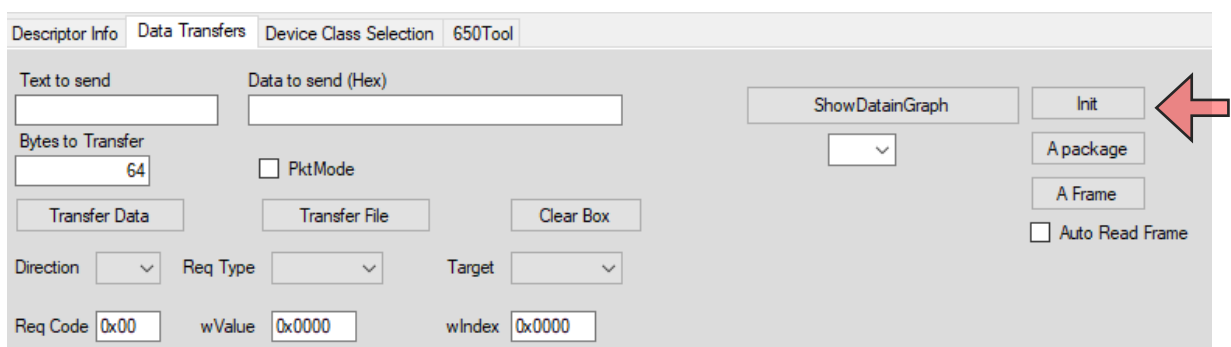 Descriptor Info Data Transfers Device Class Selection 650Tool
Text to send Data to send (Hex)
ShowDatainGraph Init
Bytes to Transfer
A package
64 PktMode
A Frame
Transfer Data Transfer File Clear Box
Auto Read Frame
Direction Req Type Target
Req Code 0x00 wValue 0x0000 wIndex 0x0000